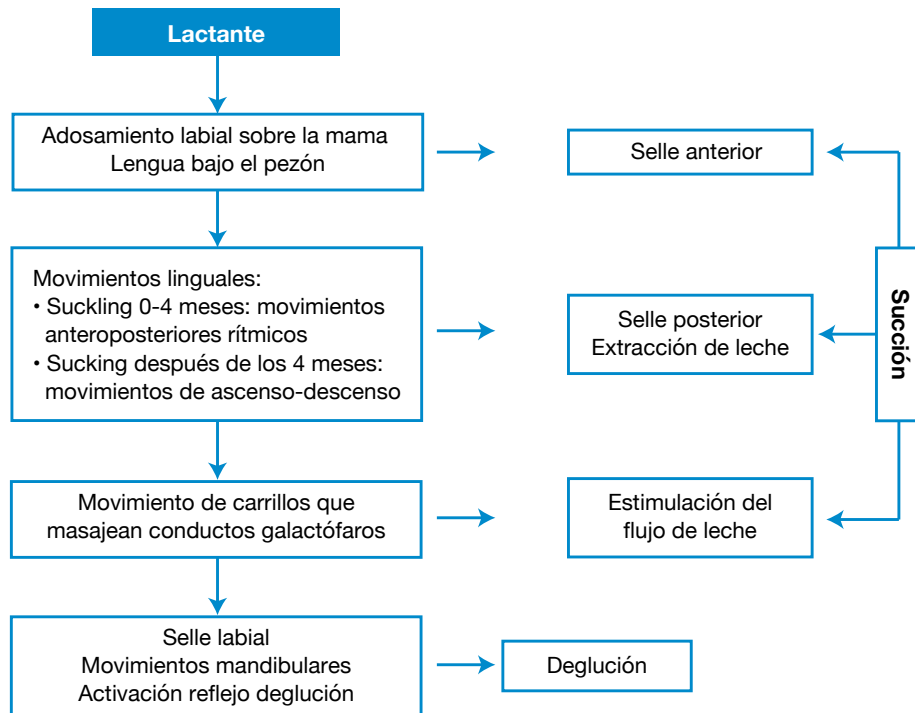 Lactante
Adosamiento labial sobre la mama
Lengua bajo el pezón
Selle anterior
Movimientos linguales:
• Suckling 0-4 meses: movimientos
anteroposteriores rítmicos
• Sucking después de los 4 meses:
movimientos de ascenso-descenso
Selle posterior
Extracción de leche
Succión
Movimiento de carrillos que
masajean conductos galactófaros
Estimulación del
flujo de leche
Selle labial
Movimientos mandibulares
Activación reflejo deglución
Deglución